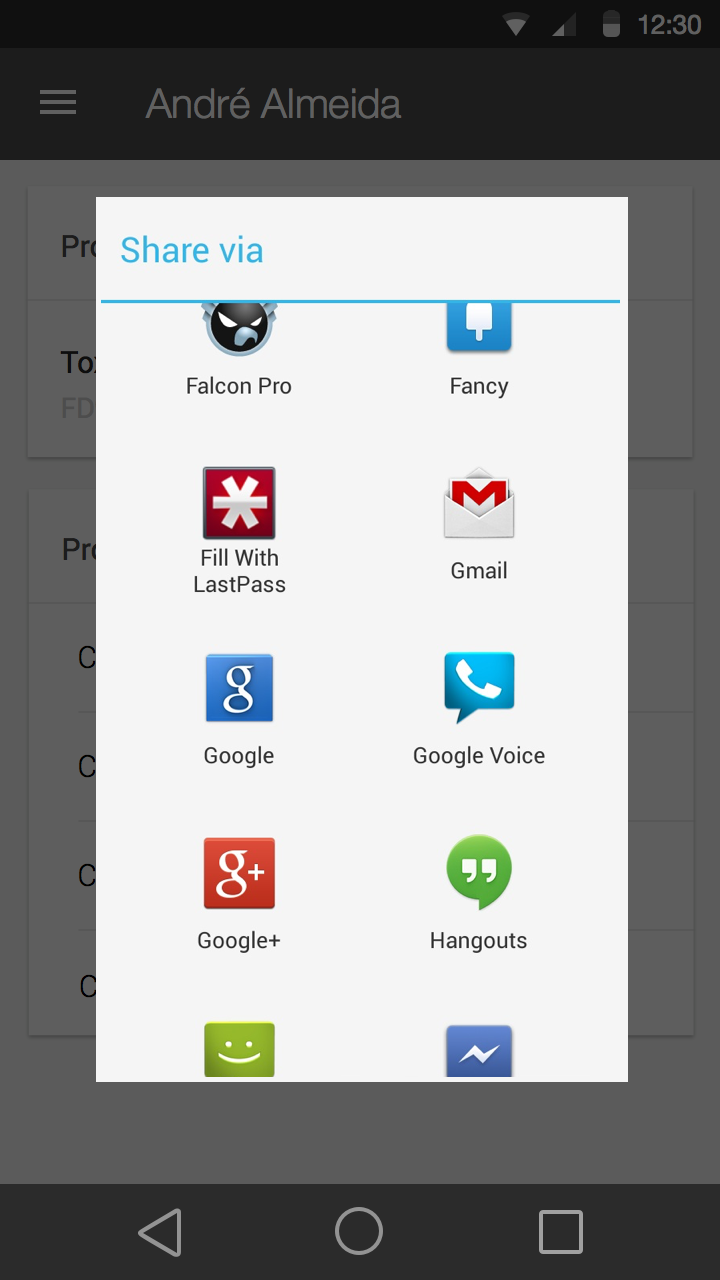 12:30
André Almeida
Share via
Falcon Pro
Fancy
Fill With
LastPass
Gmail
Google
Google Voice
Google+
Hangouts